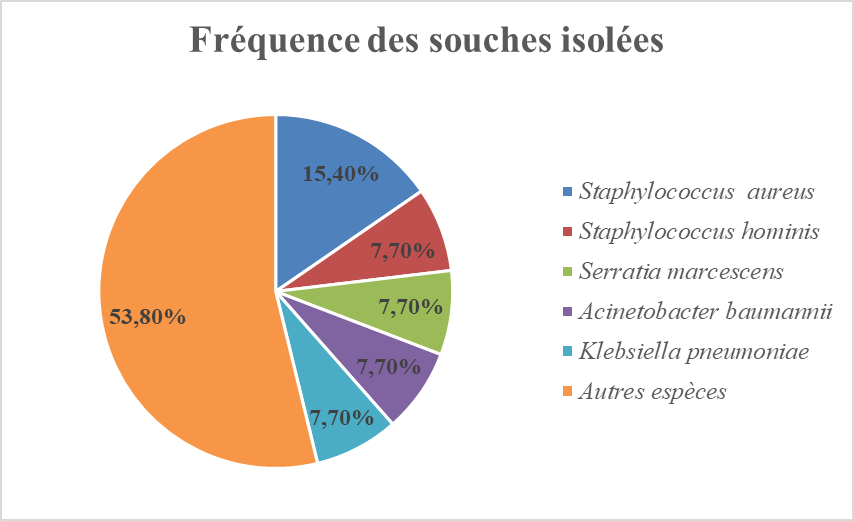 Fréquence des souches isolées
15,40%
7,70%
7,70%
7,70%
7,70%
53,80%
Staphylococcus aureus
Staphylococcus hominis
Serratia marcescens
Acinetobacter baumannii
Klebsiella pneumoniae
Autres espèces